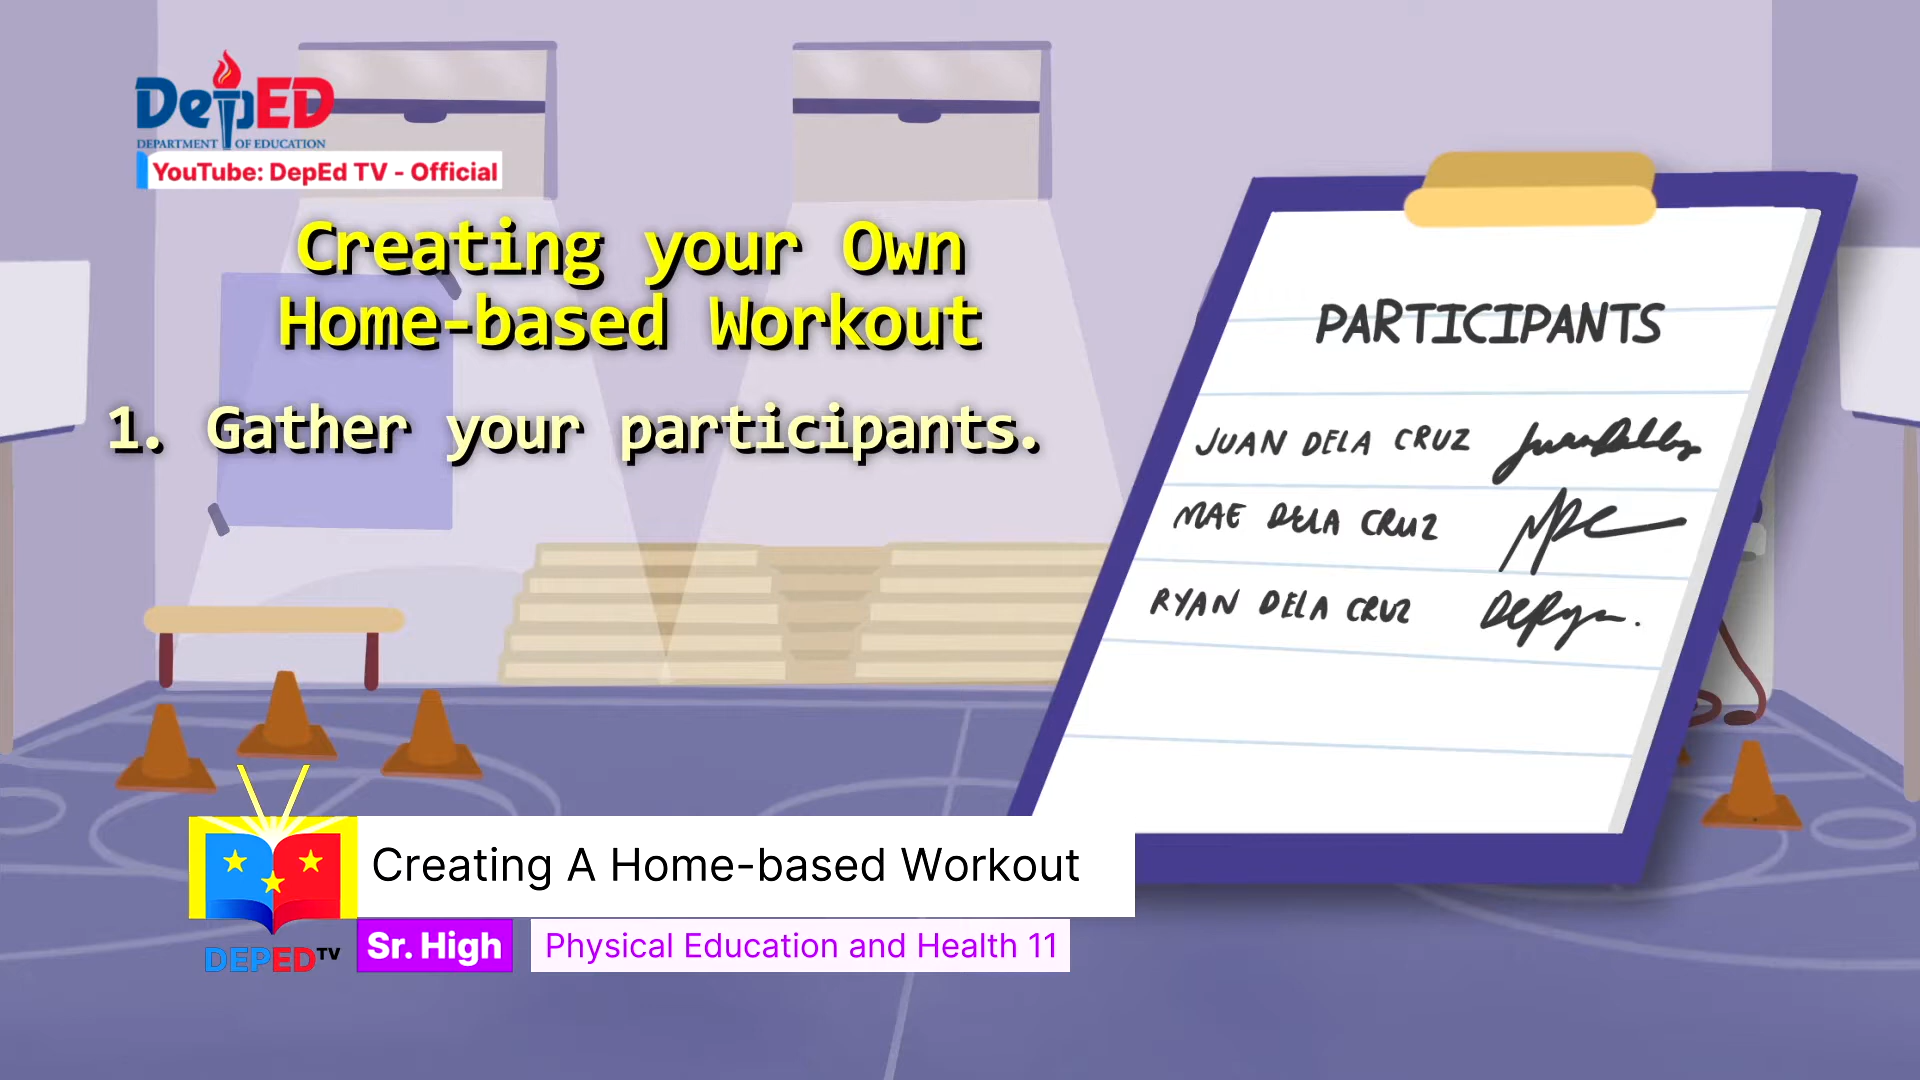 DepED
DEPARTMENT OF EDUCATION
YouTube: DepEd TV - Official
Creating your Own
Home-based Workout
1. Gather your participants.
PARTICIPANTS
JUAN DELA CRUZ
MAE DELA CRUZ
RYAN DELA CRUZ
Creating A Home-based Workout
DEPED TV
Sr. High
Physical Education and Health 11